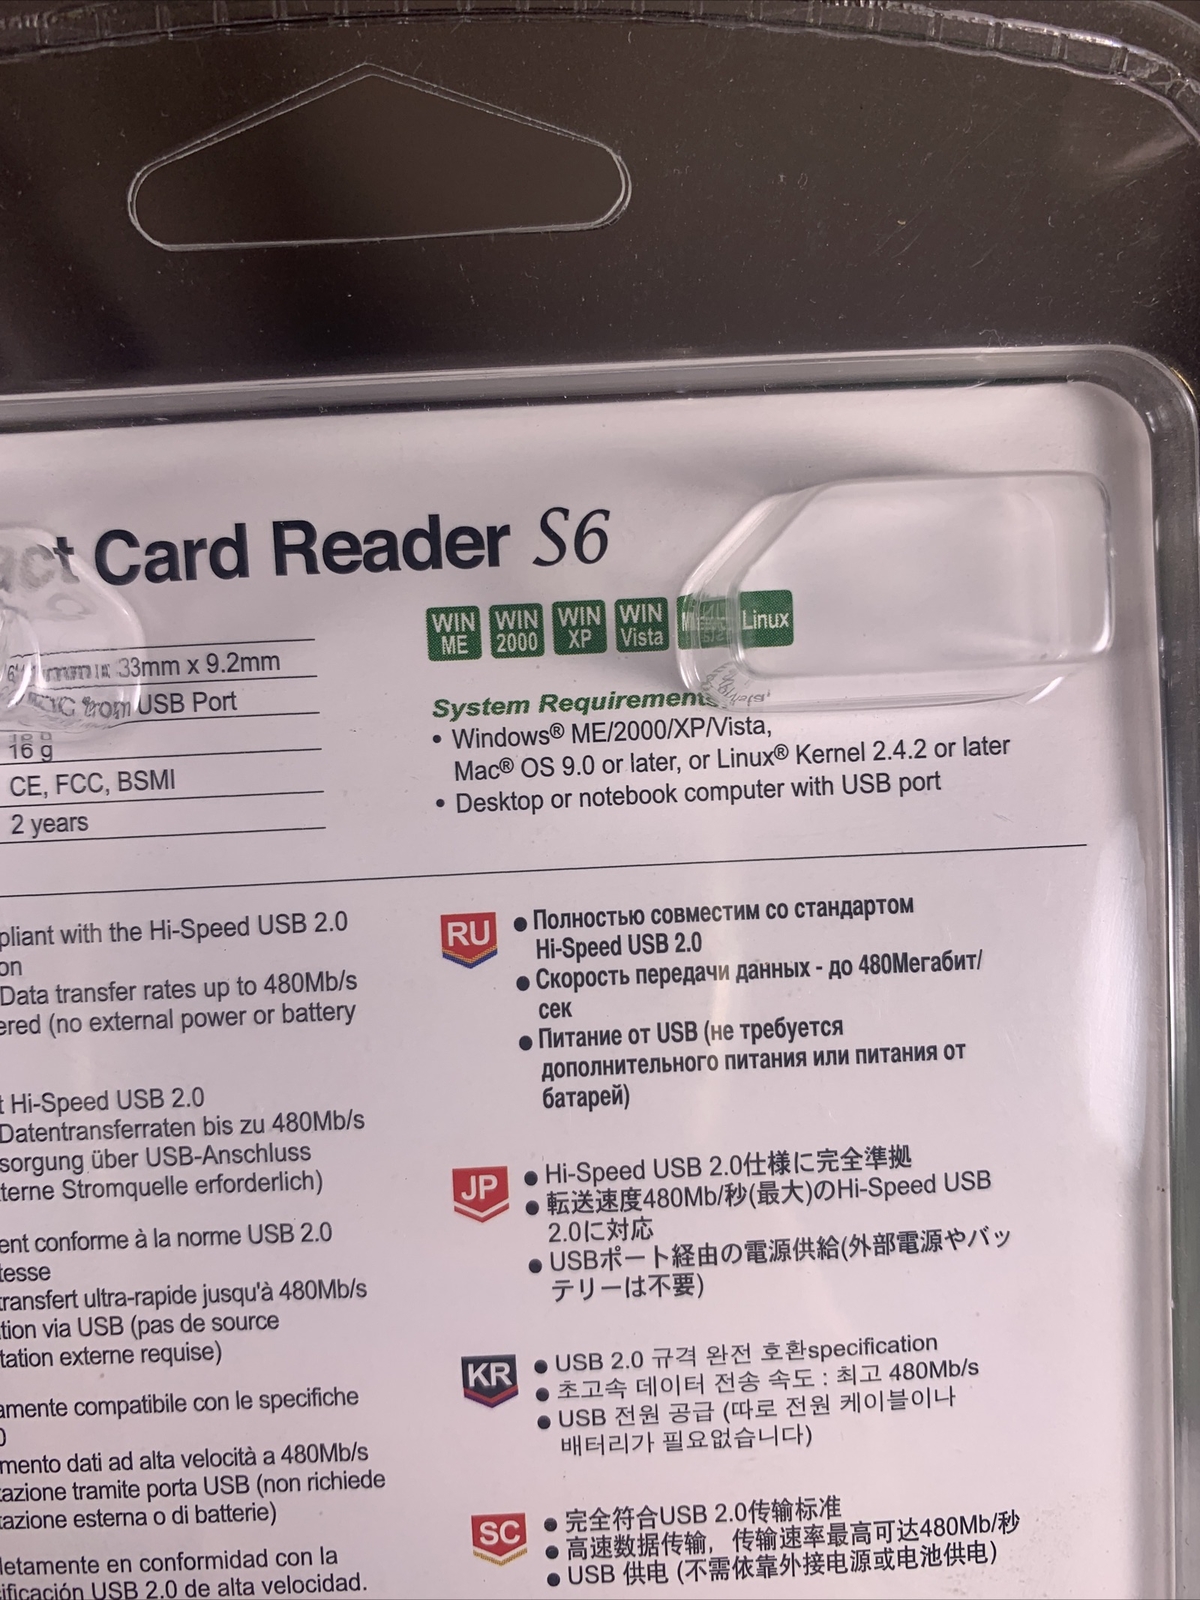 Card Reader S6
33mm x 9.2mm
from USB Port
16 g
CE, FCC, BSMI
2 years
WIN ME
WIN 2000
WIN XP
WIN Vista
Linux
System Requirements
• Windows® ME/2000/XP/Vista,
Mac® OS 9.0 or later, or Linux® Kernel 2.4.2 or later
• Desktop or notebook computer with USB port
pliant with the Hi-Speed USB 2.0
on
Data transfer rates up to 480Mb/s
ered (no external power or battery
t Hi-Speed USB 2.0
Datentransferraten bis zu 480Mb/s
sorgung über USB-Anschluss
terne Stromquelle erforderlich)
ent conforme à la norme USB 2.0
tesse
transfert ultra-rapide jusqu'à 480Mb/s
tion via USB (pas de source
tation externe requise)
amente compatibile con le specifiche
0
mento dati ad alta velocità a 480Mb/s
azione tramite porta USB (non richiede
azione esterna o di batterie)
letamente en conformidad con la
ificación USB 2.0 de alta velocidad.
RU
● Полностью совместим со стандартом
Hi-Speed USB 2.0
● Скорость передачи данных - до 480Мегабит/
сек
● Питание от USB (не требуется
дополнительного питания или питания от
батарей)
JP
● Hi-Speed USB 2.0仕様に完全準拠
● 転送速度480Mb/秒(最大)のHi-Speed USB
2.0に対応
● USBポート経由の電源供給(外部電源やバッ
テリーは不要)
KR
● USB 2.0 규격 완전 호환specification
● 초고속 데이터 전송 속도 : 최고 480Mb/s
● USB 전원 공급 (따로 전원 케이블이나
배터리가 필요없습니다)
SC
● 完全符合USB 2.0传输标准
● 高速数据传输，传输速率最高可达480Mb/秒
● USB 供电 (不需依靠外接电源或电池供电)